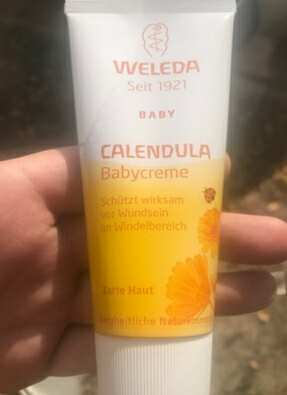 WELEDA
Seit 1921
BABY
CALENDULA
Babycreme
Schützt wirksam
vor Wundsein
im Windelbereich
Zarte Haut